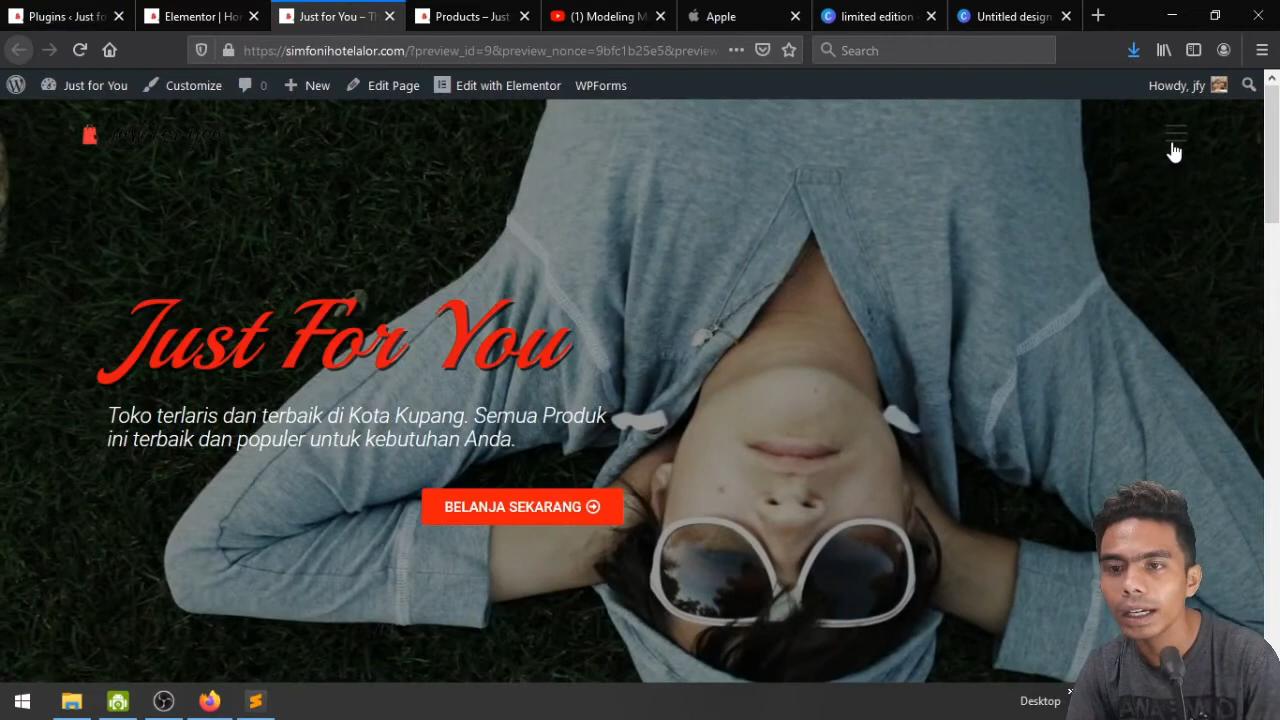 Plugins ‹ Just fo
Elementor | Ho
Just for You – Th
Products – Just
(1) Modeling M
Apple
limited edition
Untitled design
https://simfonihotelalor.com/?preview_id=9&preview_nonce=9bfc1b25e5&preview
Search
Just for You
Customize
0
New
Edit Page
Edit with Elementor
WPForms
Howdy, jfy
Just For You
Toko terlaris dan terbaik di Kota Kupang. Semua Produk
ini terbaik dan populer untuk kebutuhan Anda.
BELANJA SEKARANG
Desktop